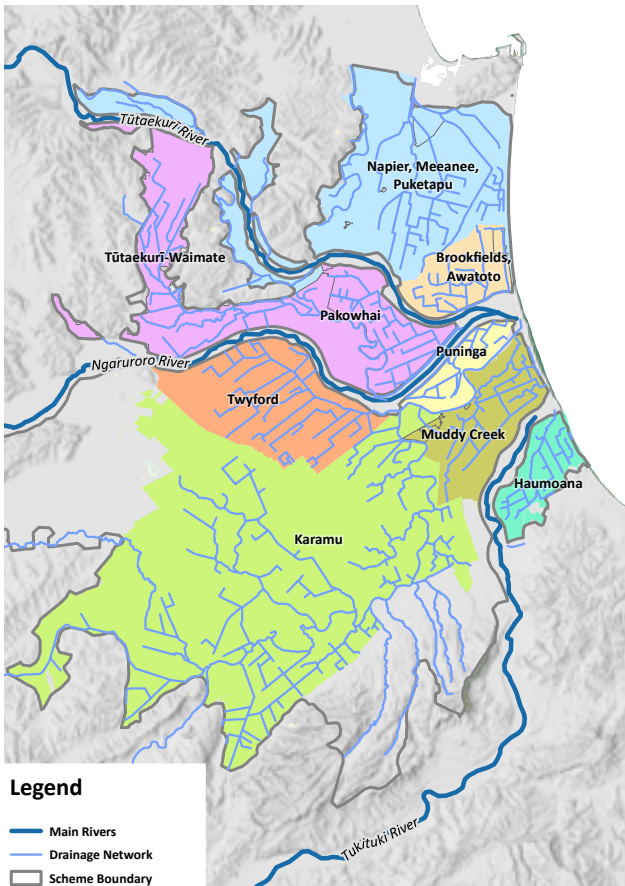 Tūtaekurī River
Napier, Meeanee,
Puketapu
Tūtaekurī-Waimate
Brookfields,
Awatoto
Pakowhai
Puninga
Ngaruroro River
Twyford
Muddy Creek
Haumoana
Karamu
Legend
Main Rivers
Drainage Network
Scheme Boundary
Tukituki River